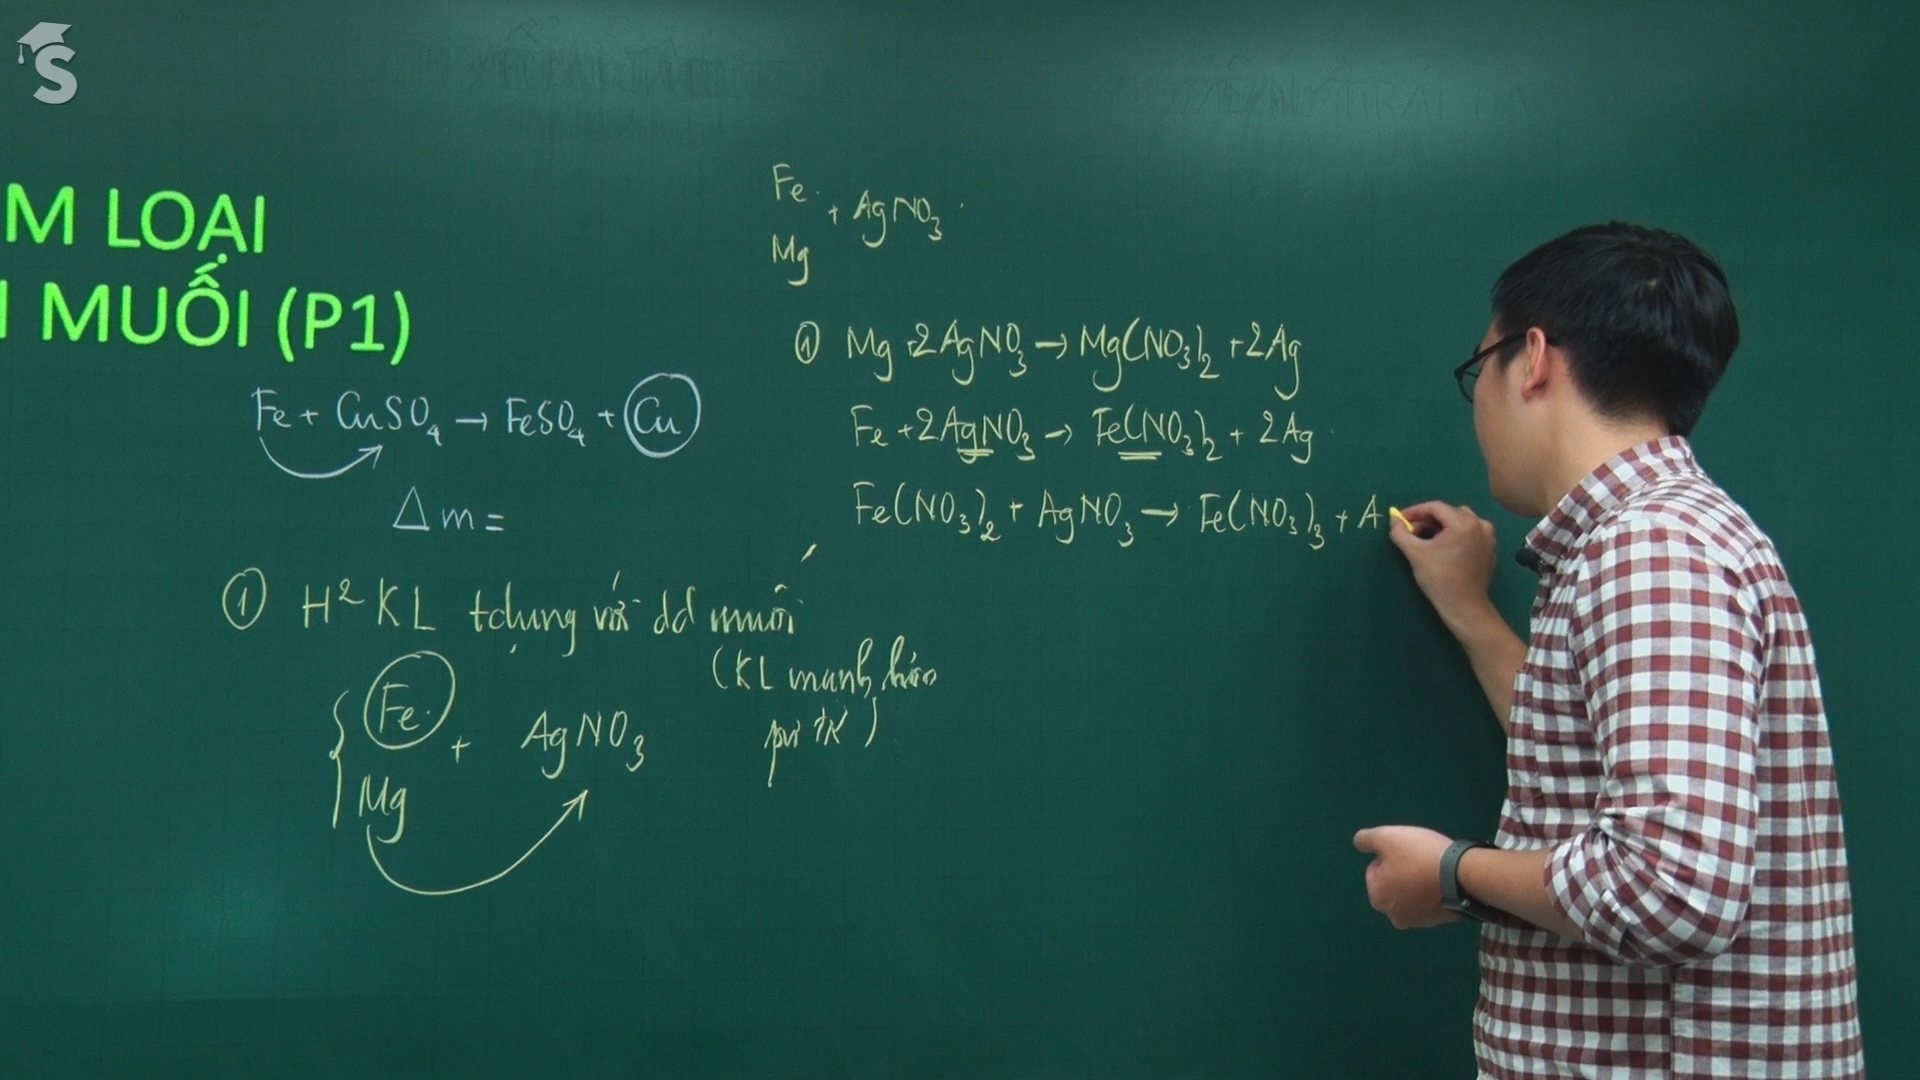 S
M LOẠI
MUỐI (P1)
Fe + CuSO₄ → FeSO₄ + Cu
Δm =
① H² KL tdụng với dd muối
(KL mạnh hơn
pứ tr')
{ Fe
Mg + AgNO₃
Fe
Mg + AgNO₃
① Mg + 2AgNO₃ → Mg(NO₃)₂ + 2Ag
Fe + 2AgNO₃ → Fe(NO₃)₂ + 2Ag
Fe(NO₃)₂ + AgNO₃ → Fe(NO₃)₃ + A